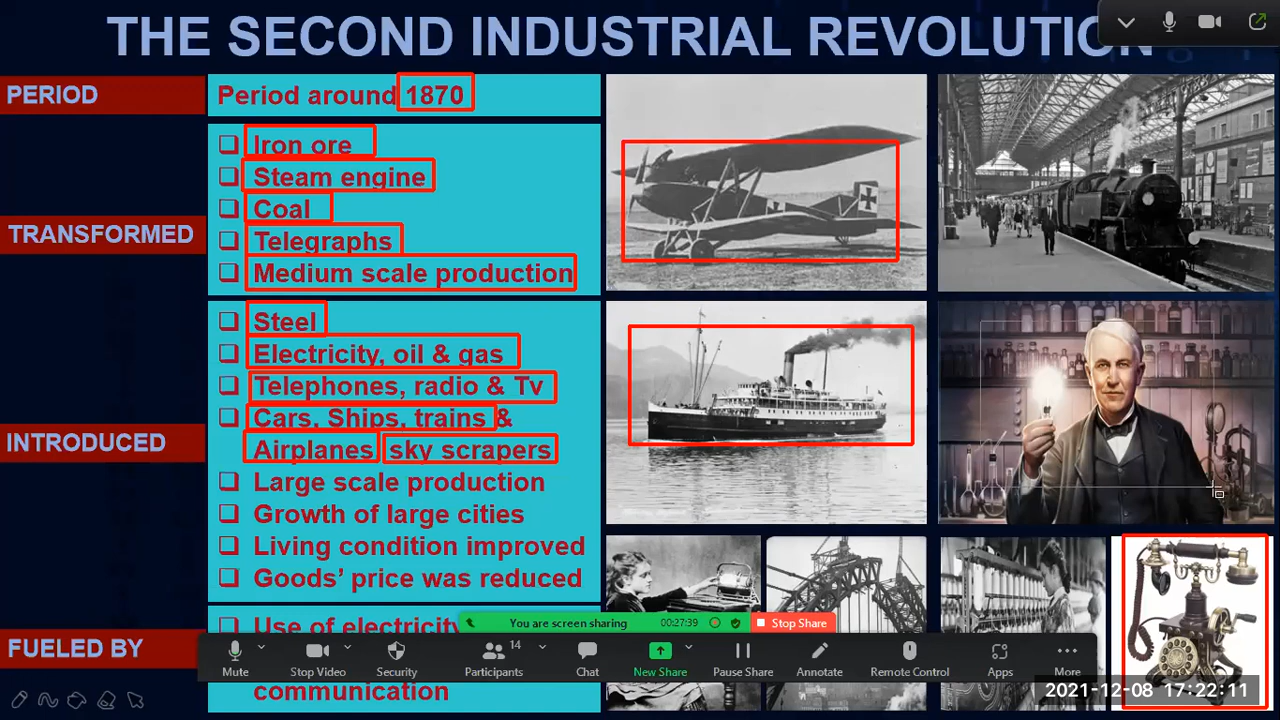 THE SECOND INDUSTRIAL REVOLUTION
PERIOD
Period around 1870
TRANSFORMED
Iron ore
Steam engine
Coal
Telegraphs
Medium scale production
INTRODUCED
Steel
Electricity, oil & gas
Telephones, radio & Tv
Cars, Ships, trains &
Airplanes sky scrapers
Large scale production
Growth of large cities
Living condition improved
Goods' price was reduced
FUELED BY
Use of electricity
communication
You are screen sharing
00:27:39
Stop Share
Mute
Stop Video
Security
14
Participants
Chat
New Share
Pause Share
Annotate
Remote Control
Apps
More
2021-12-08 17:22:11